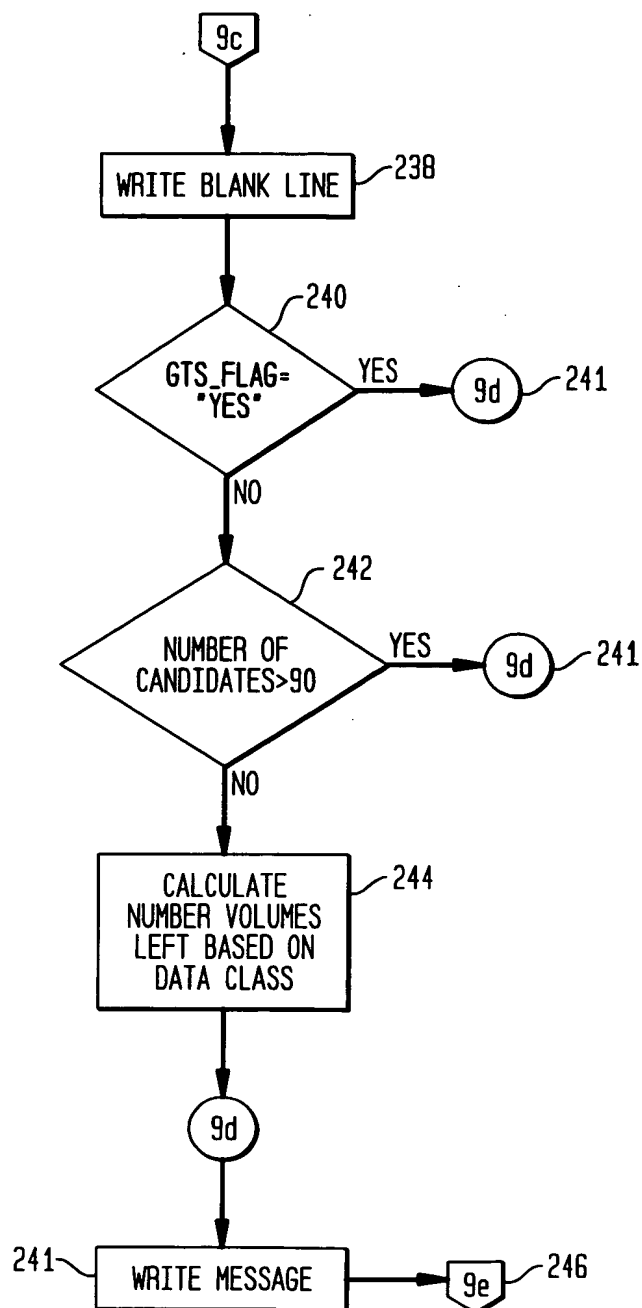 9c
WRITE BLANK LINE
238
240
GTS_FLAG=
"YES"
YES
9d
241
NO
242
NUMBER OF
CANDIDATES>90
YES
9d
241
NO
CALCULATE
NUMBER VOLUMES
LEFT BASED ON
DATA CLASS
244
9d
241
WRITE MESSAGE
9e
246